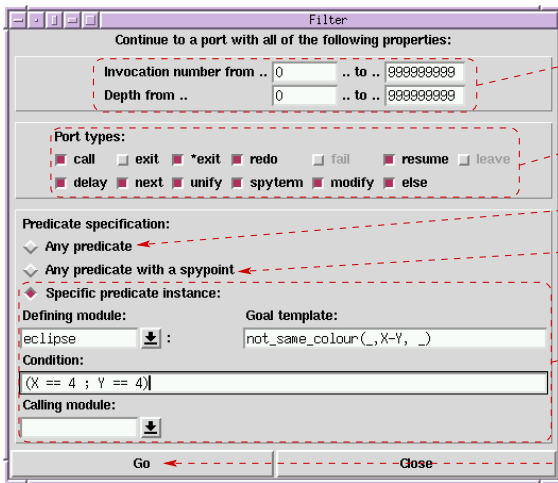 Filter
Continue to a port with all of the following properties:
Invocation number from .. 0 .. to .. 999999999
Depth from .. 0 .. to .. 999999999
Port types:
call exit *exit redo fail resume leave
delay next unify spyterm modify else
Predicate specification:
Any predicate
Any predicate with a spypoint
Specific predicate instance:
Defining module: Goal template:
eclipse : not_same_colour(_,X-Y, _)
Condition:
(X == 4 ; Y == 4)
Calling module:
Go Close